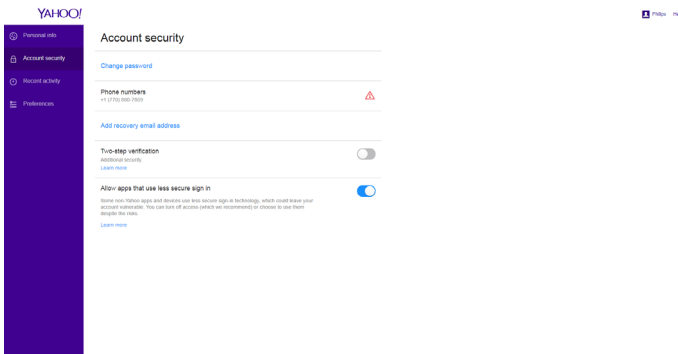 YAHOO!
Philips
Personal info
Account security
Account security
Change password
Recent activity
Phone numbers
Preferences
Add recovery email address
Two-step verification
Additional security.
Learn more
Allow apps that use less secure sign in
Some non-Yahoo apps and devices use less secure sign in technology, which could leave your
account vulnerable. You can turn off access (which we recommend) or choose to use them
despite the risks.
Learn more